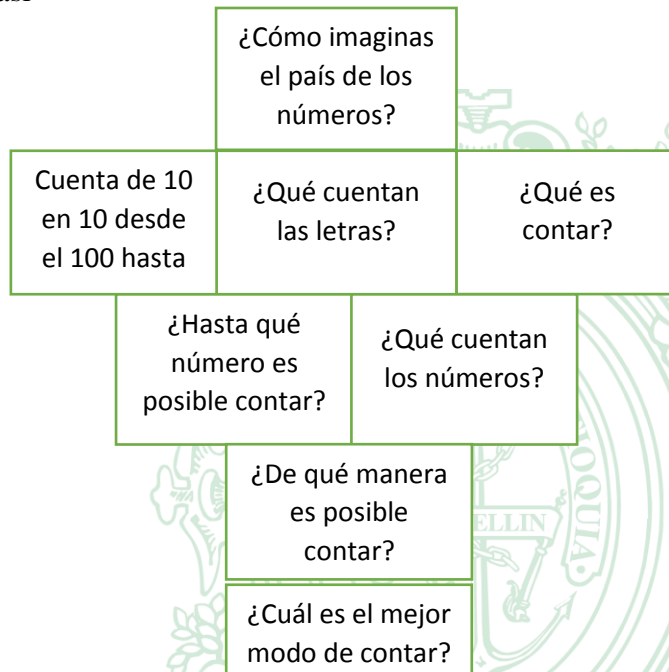 ¿Cómo imaginas
el país de los
números?
Cuenta de 10
en 10 desde
el 100 hasta
¿Qué cuentan
las letras?
¿Qué es
contar?
¿Hasta qué
número es
posible contar?
¿Qué cuentan
los números?
¿De qué manera
es posible
contar?
¿Cuál es el mejor
modo de contar?
ELLIN
IOQUIA